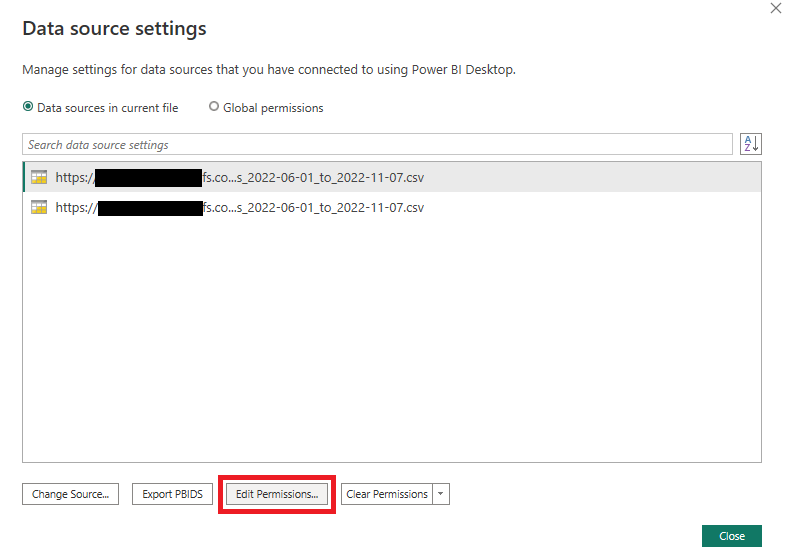 Data source settings
Manage settings for data sources that you have connected to using Power BI Desktop.
Data sources in current file Global permissions
Search data source settings
A
Z
https:/ fs.co...s_2022-06-01_to_2022-11-07.csv
https:// fs.co...s_2022-06-01_to_2022-11-07.csv
Change Source... Export PBIDS Edit Permissions... Clear Permissions
Close